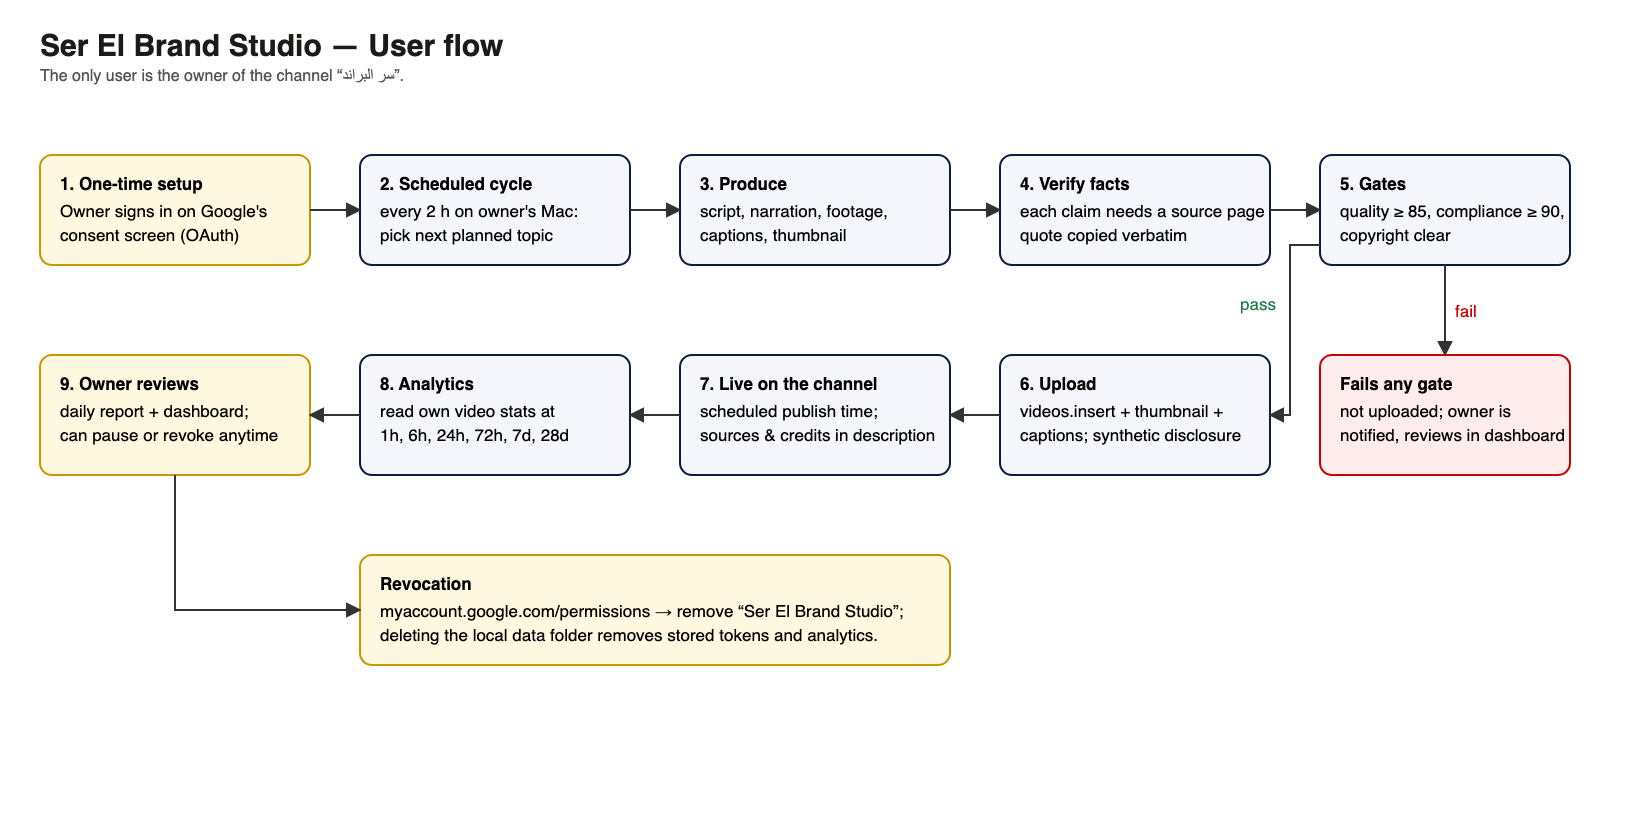 Ser El Brand Studio — User flow
The only user is the owner of the channel “سر البراند”.
1. One-time setup
Owner signs in on Google's
consent screen (OAuth)
2. Scheduled cycle
every 2 h on owner's Mac:
pick next planned topic
3. Produce
script, narration, footage,
captions, thumbnail
4. Verify facts
each claim needs a source page
quote copied verbatim
5. Gates
quality ≥ 85, compliance ≥ 90,
copyright clear
pass
fail
9. Owner reviews
daily report + dashboard;
can pause or revoke anytime
8. Analytics
read own video stats at
1h, 6h, 24h, 72h, 7d, 28d
7. Live on the channel
scheduled publish time;
sources & credits in description
6. Upload
videos.insert + thumbnail +
captions; synthetic disclosure
Fails any gate
not uploaded; owner is
notified, reviews in dashboard
Revocation
myaccount.google.com/permissions → remove “Ser El Brand Studio”;
deleting the local data folder removes stored tokens and analytics.